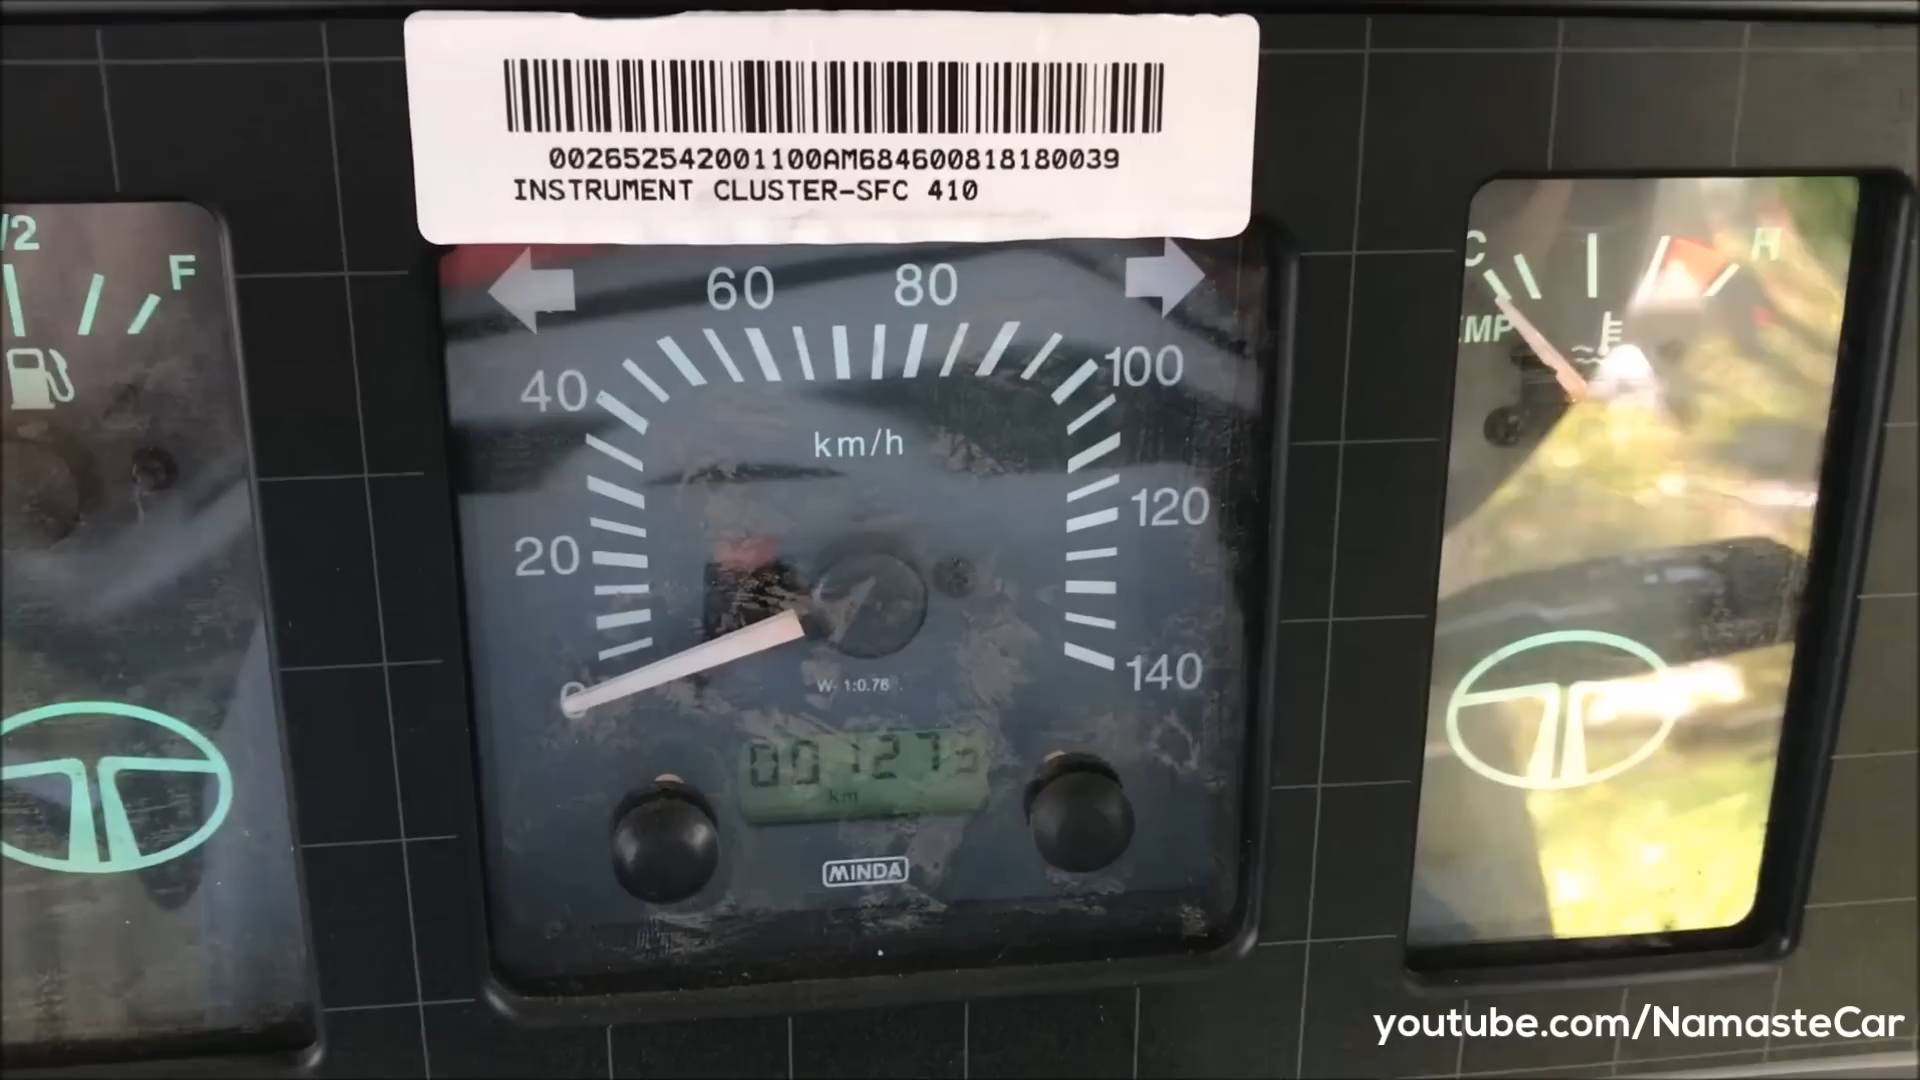 002652542001100AM684600818180039
INSTRUMENT CLUSTER-SFC 410
/2
F
60
80
40
100
km/h
20
120
0
140
W- 1:0.76
km
MINDA
C
H
EMP
youtube.com/NamasteCar